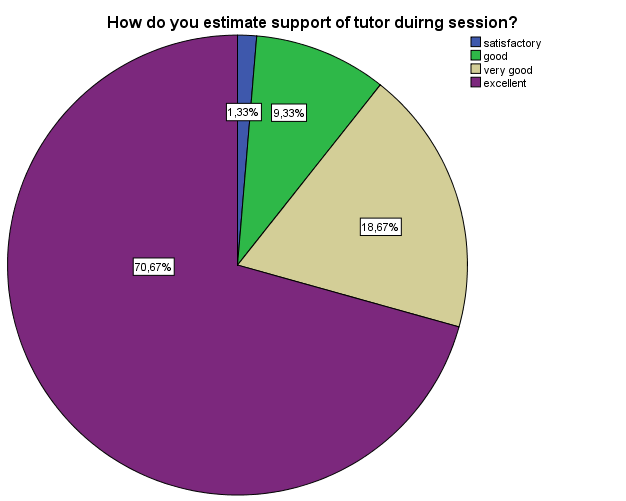 How do you estimate support of tutor duirng session?
satisfactory
good
very good
excellent
1,33%
9,33%
18,67%
70,67%